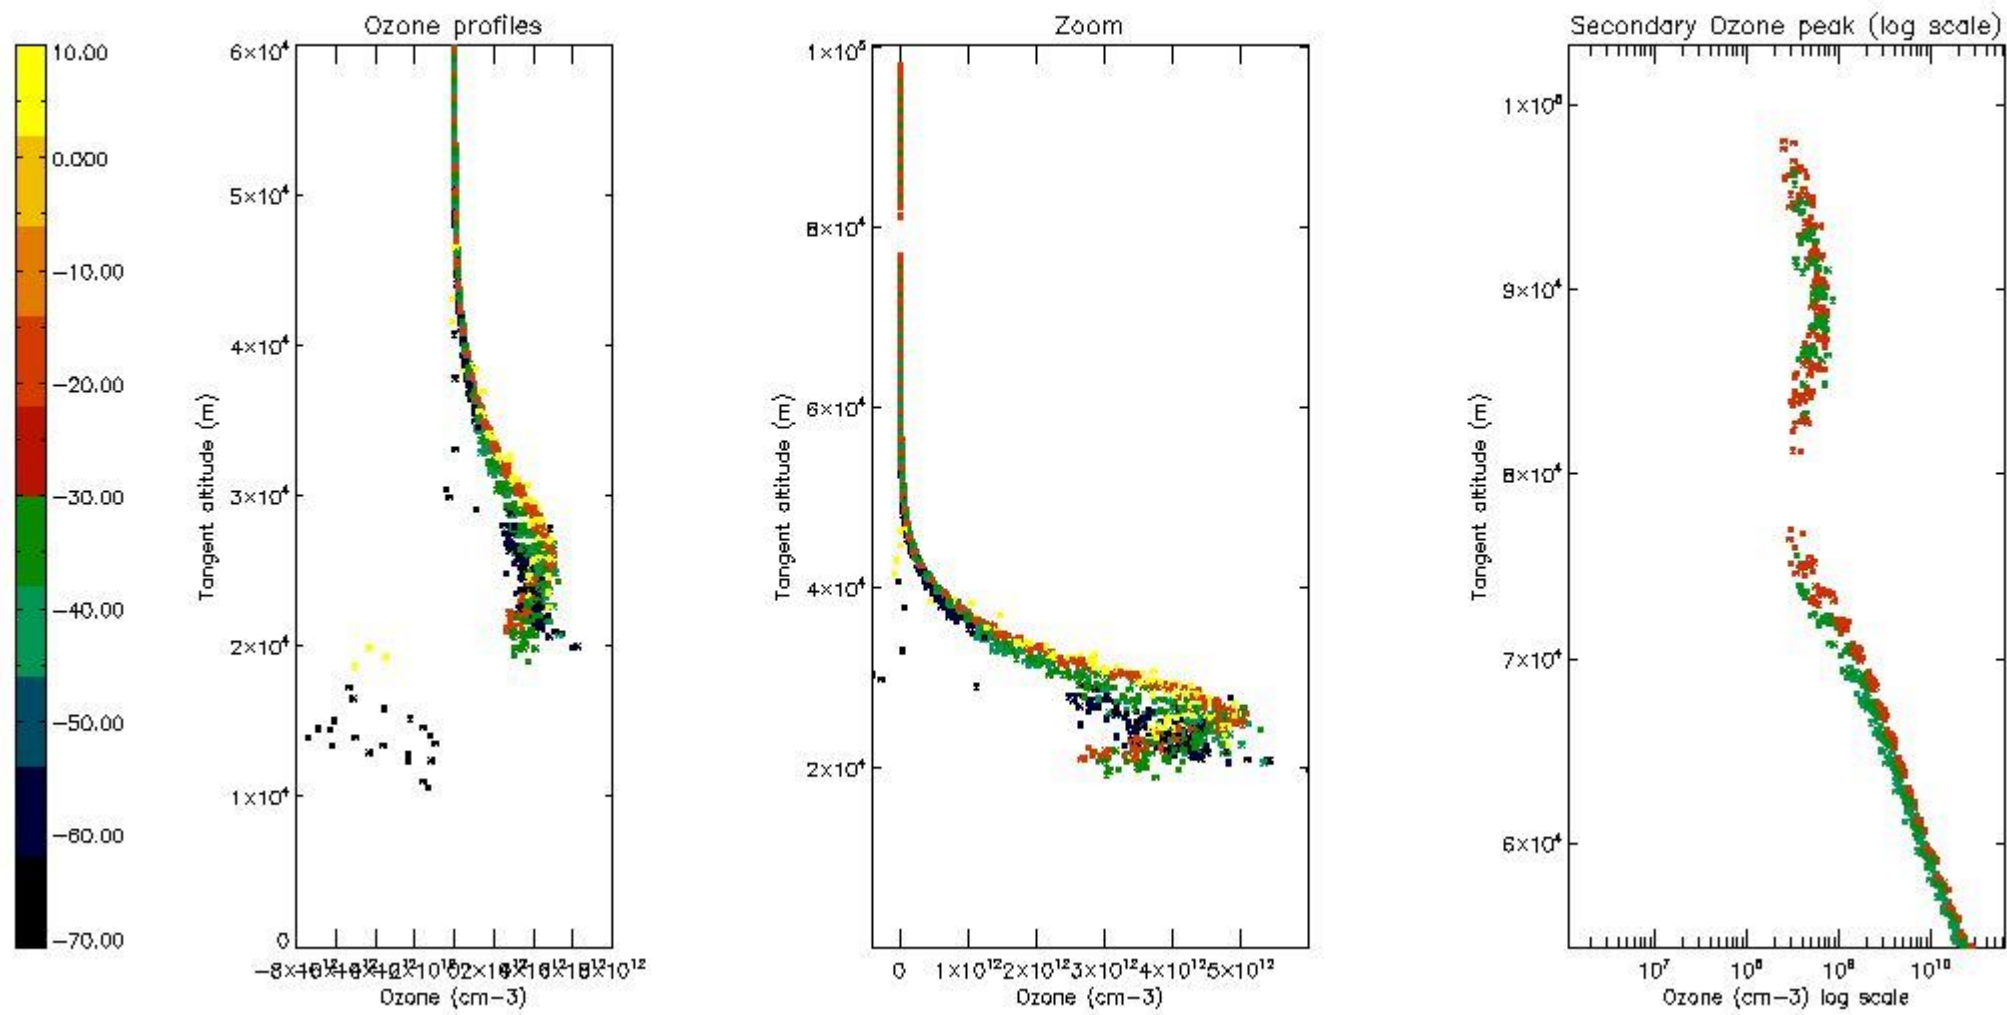 Ozone profiles
Zoom
Secondary Ozone peak (log scale)
10.00
0.000
−10.00
−20.00
−30.00
−40.00
−50.00
−60.00
−70.00
6×10⁴
5×10⁴
4×10⁴
3×10⁴
2×10⁴
1×10⁴
0
Tangent altitude (m)
Ozone (cm−3)
1×10⁵
8×10⁴
6×10⁴
4×10⁴
2×10⁴
Tangent altitude (m)
0 1×10¹² 2×10¹² 3×10¹² 4×10¹² 5×10¹²
Ozone (cm−3)
1×10⁵
9×10⁴
8×10⁴
7×10⁴
6×10⁴
Tangent altitude (m)
10⁷ 10⁸ 10⁹ 10¹⁰
Ozone (cm−3) log scale